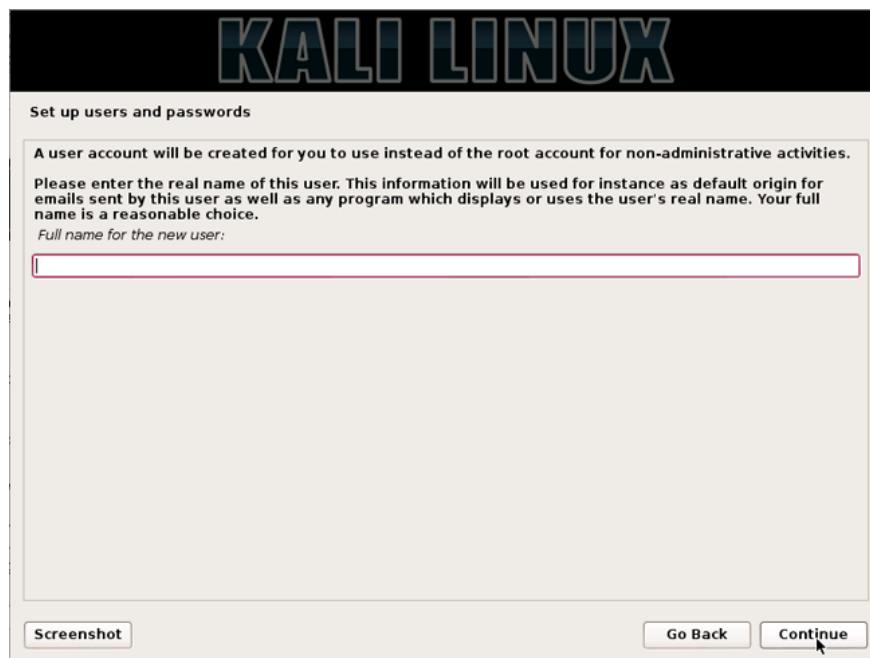 KALI LINUX
Set up users and passwords
A user account will be created for you to use instead of the root account for non-administrative activities.
Please enter the real name of this user. This information will be used for instance as default origin for
emails sent by this user as well as any program which displays or uses the user's real name. Your full
name is a reasonable choice.
Full name for the new user:
Screenshot
Go Back
Continue